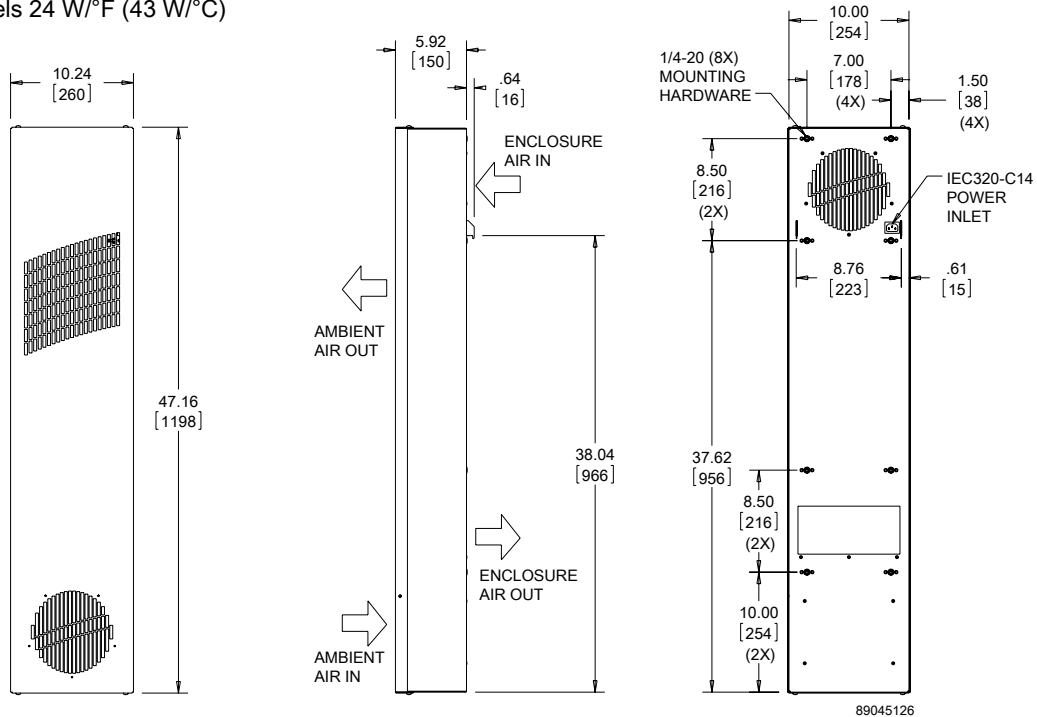 els 24 W/°F (43 W/°C)
10.24
[260]
47.16
[1198]
5.92
[150]
.64
[16]
ENCLOSURE
AIR IN
AMBIENT
AIR OUT
38.04
[966]
ENCLOSURE
AIR OUT
AMBIENT
AIR IN
10.00
[254]
1/4-20 (8X)
MOUNTING
HARDWARE
7.00
[178]
(4X)
1.50
[38]
(4X)
8.50
[216]
(2X)
IEC320-C14
POWER
INLET
8.76
[223]
.61
[15]
37.62
[956]
8.50
[216]
(2X)
10.00
[254]
(2X)
89045126